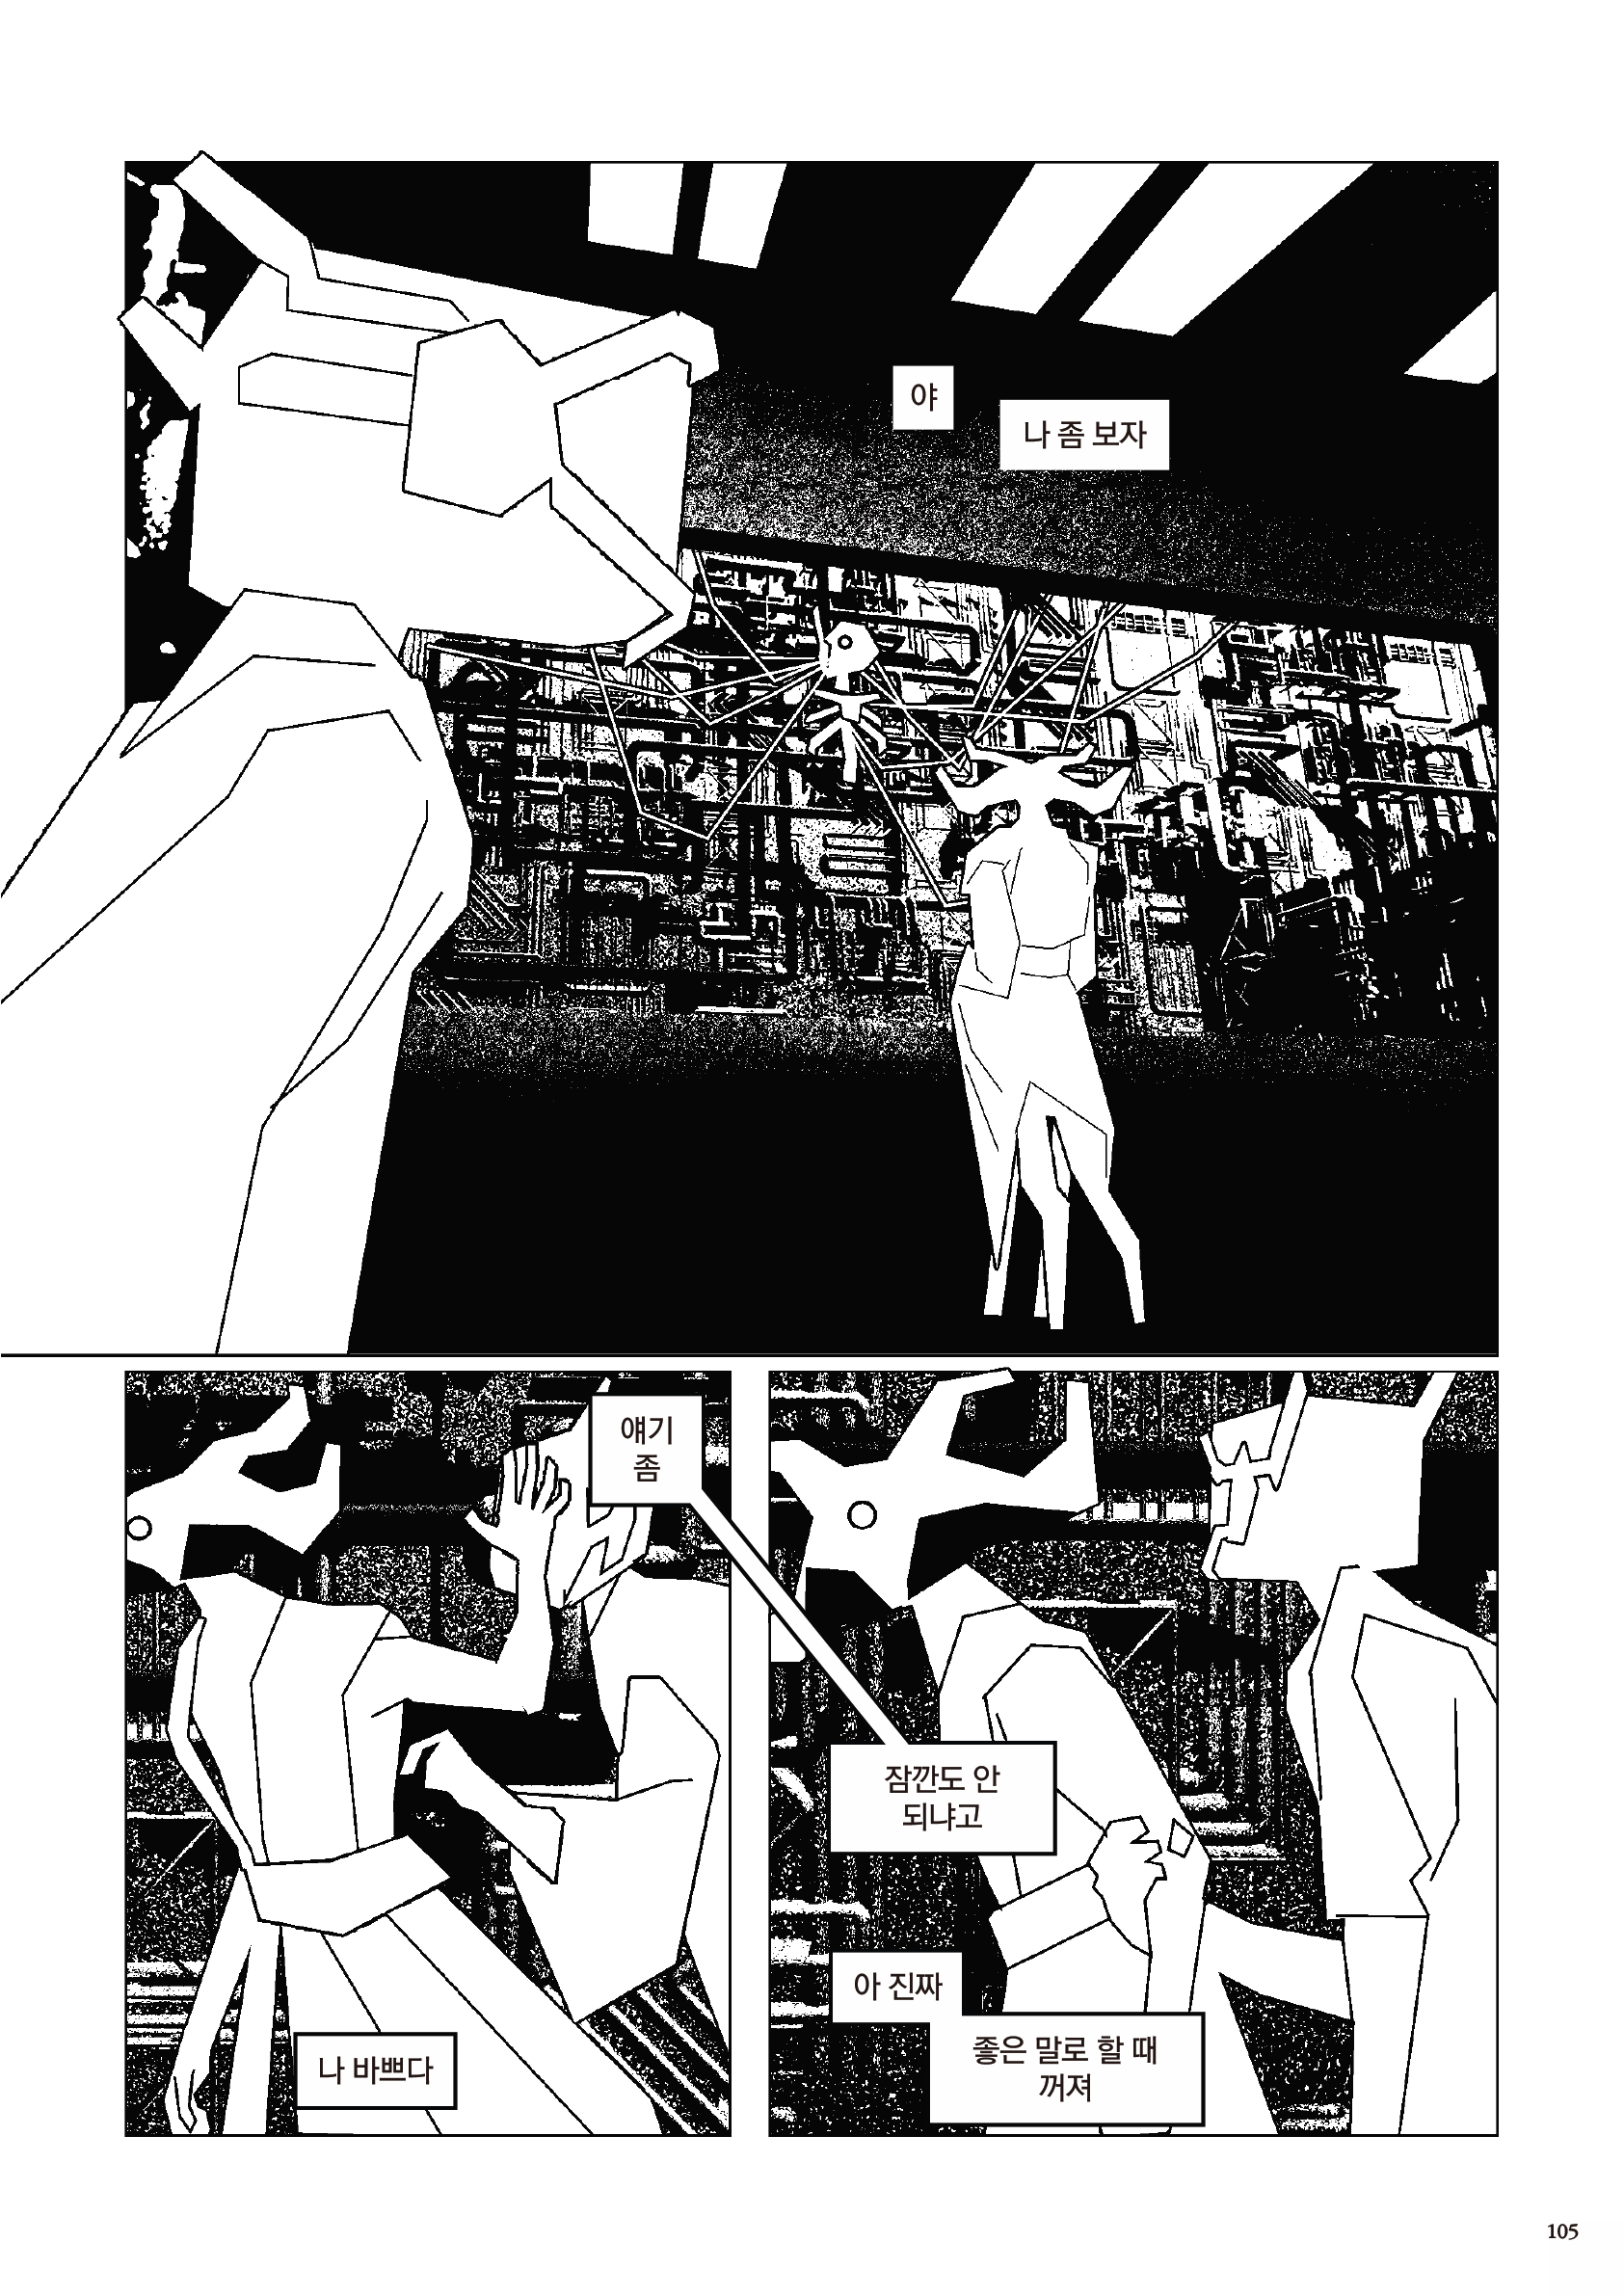 야
나 좀 보자
얘기
좀
나 바쁘다
잠깐도 안
되냐고
아 진짜
좋은 말로 할 때
꺼져
105